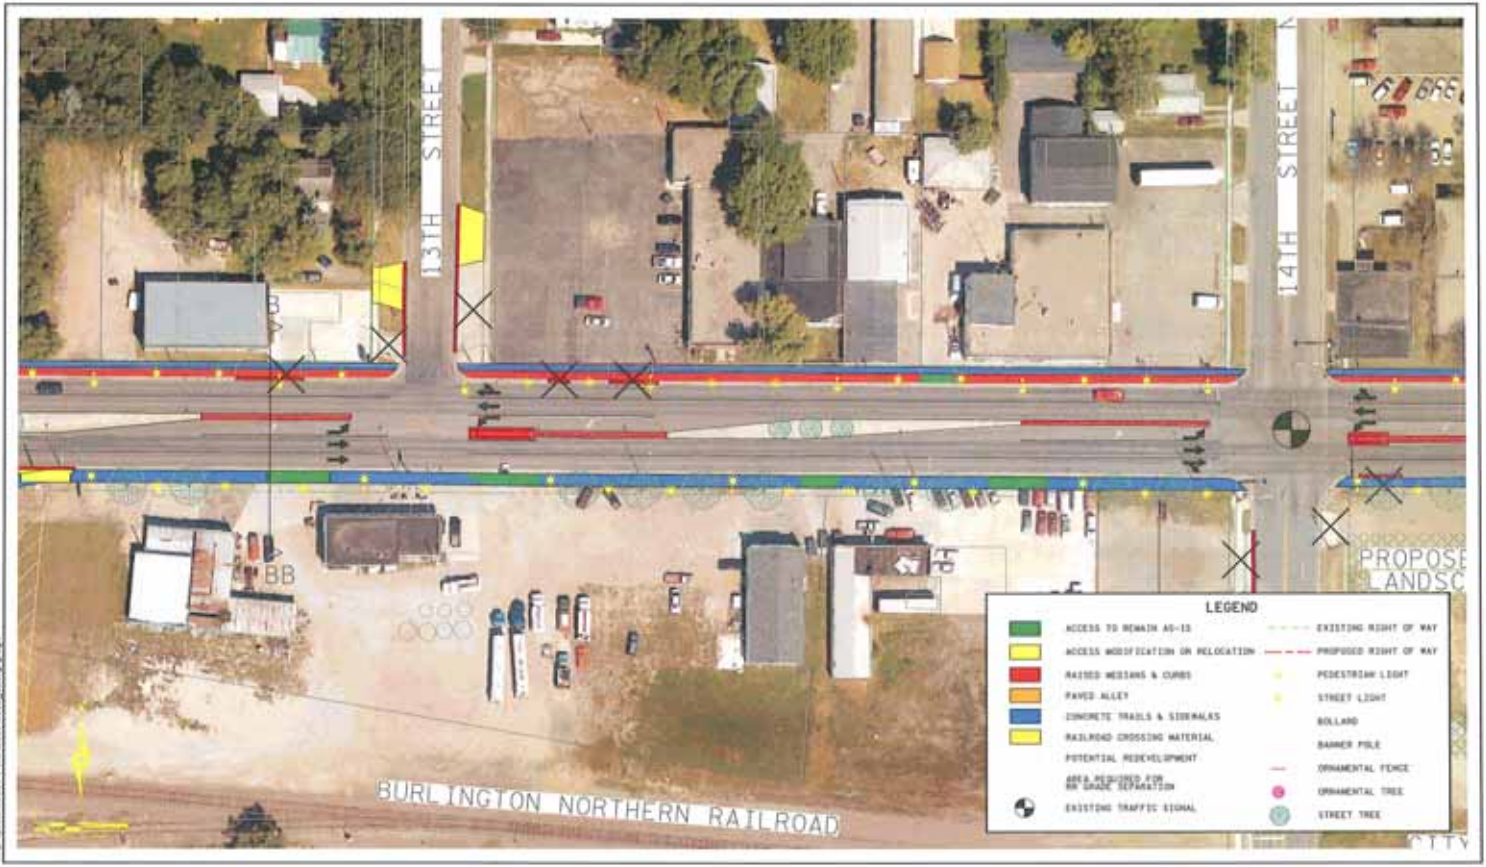 13TH STREET
14TH STREET N
B
BB
PROPOSE
LANDSC
BURLINGTON NORTHERN RAILROAD
CITY
LEGEND
ACCESS TO REMAIN AS-IS
ACCESS MODIFICATION OR RELOCATION
RAISED MEDIANS & CURBS
PAVED ALLEY
CONCRETE TRAILS & SIDEWALKS
RAILROAD CROSSING MATERIAL
POTENTIAL REDEVELOPMENT
AREA REQUIRED FOR
RR GRADE SEPARATION
EXISTING TRAFFIC SIGNAL
EXISTING RIGHT OF WAY
PROPOSED RIGHT OF WAY
PEDESTRIAN LIGHT
STREET LIGHT
BOLLARD
BANNER POLE
ORNAMENTAL FENCE
ORNAMENTAL TREE
STREET TREE